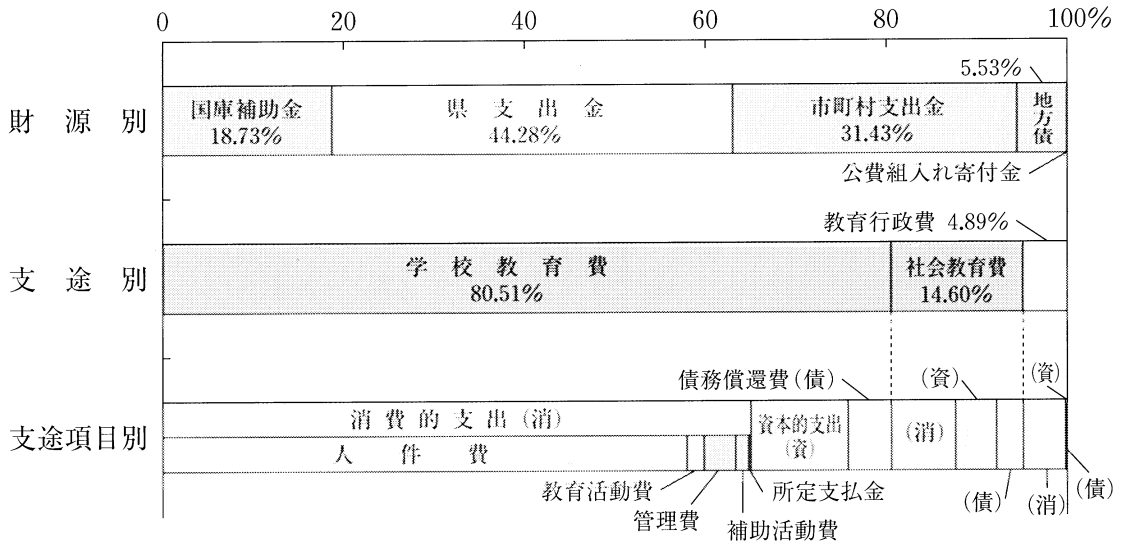 0 20 40 60 80 100%
5.53%
財源別
国庫補助金
18.73%
県支出金
44.28%
市町村支出金
31.43%
地方債
公費組入れ寄付金
教育行政費 4.89%
支途別
学校教育費
80.51%
社会教育費
14.60%
債務償還費(債)
(資)
(資)
支途項目別
消費的支出(消)
人件費
資本的支出
(資)
(消)
教育活動費
管理費
補助活動費
所定支払金
(債)
(消)
(債)